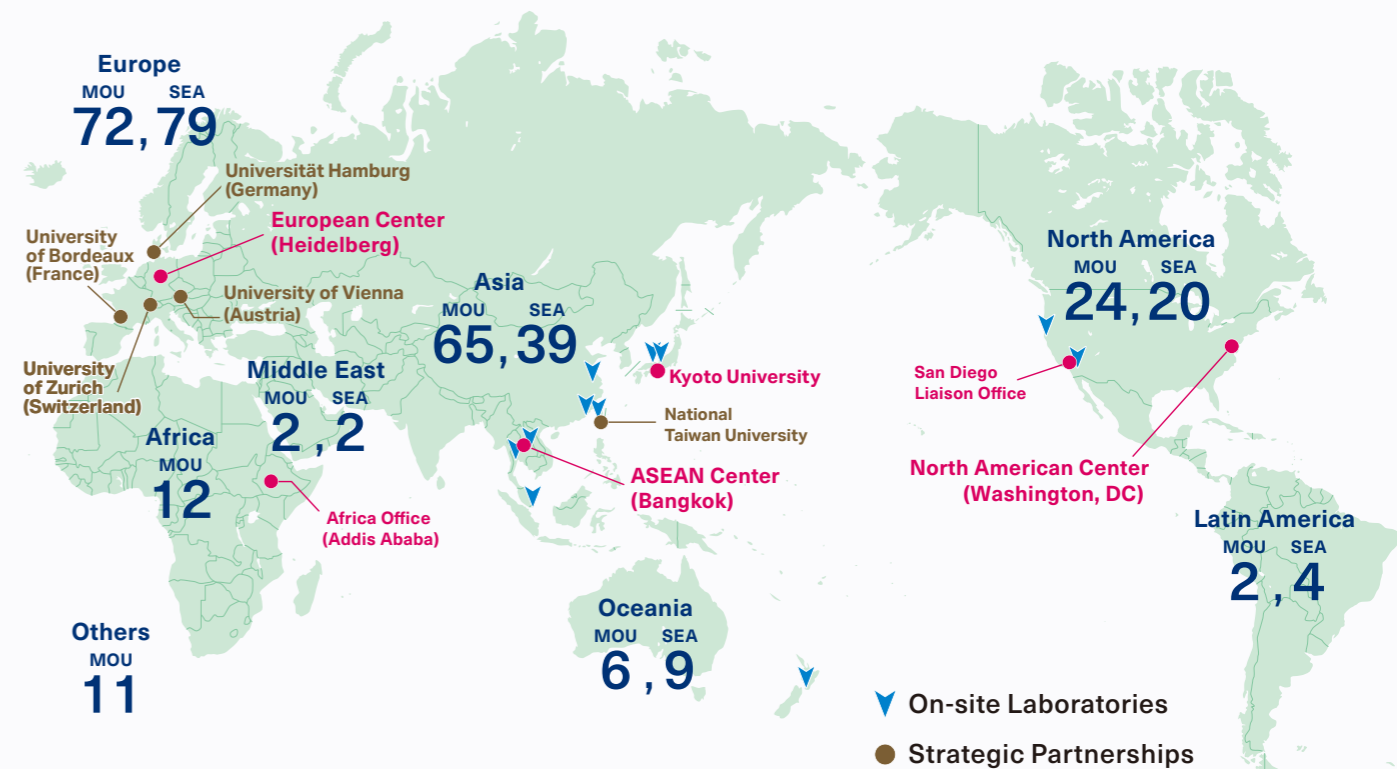 Europe
MOU SEA
72, 79
Universität Hamburg
(Germany)
European Center
(Heidelberg)
University
of Bordeaux
(France)
University of Vienna
(Austria)
University
of Zurich
(Switzerland)
Asia
MOU SEA
65, 39
Middle East
MOU SEA
2, 2
Africa
MOU
12
Africa Office
(Addis Ababa)
Kyoto University
National
Taiwan University
ASEAN Center
(Bangkok)
North America
MOU SEA
24, 20
San Diego
Liaison Office
North American Center
(Washington, DC)
Latin America
MOU SEA
2, 4
Oceania
MOU SEA
6, 9
Others
MOU
11
On-site Laboratories
Strategic Partnerships